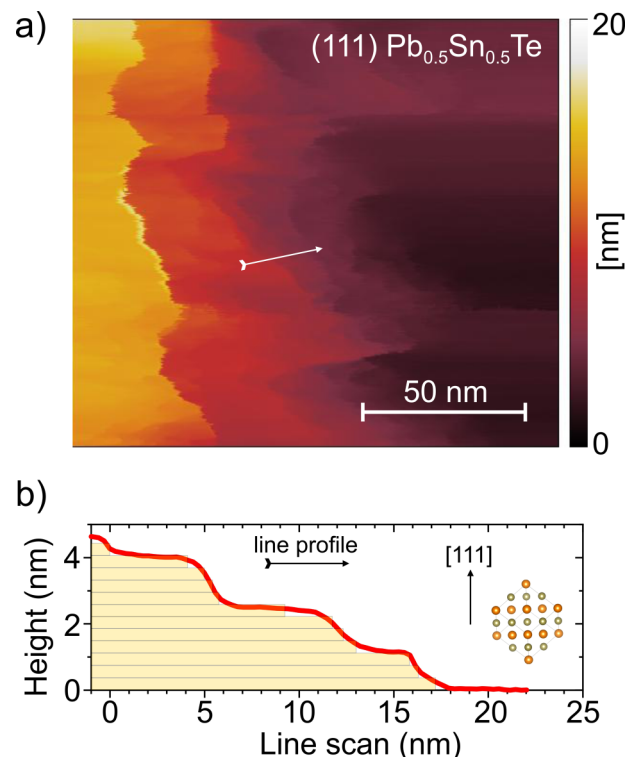 a)
(111) Pb₀.₅Sn₀.₅Te
20
[nm]
50 nm
0
b)
line profile
[111]
Height (nm)
4
2
0
0 5 10 15 20 25
Line scan (nm)